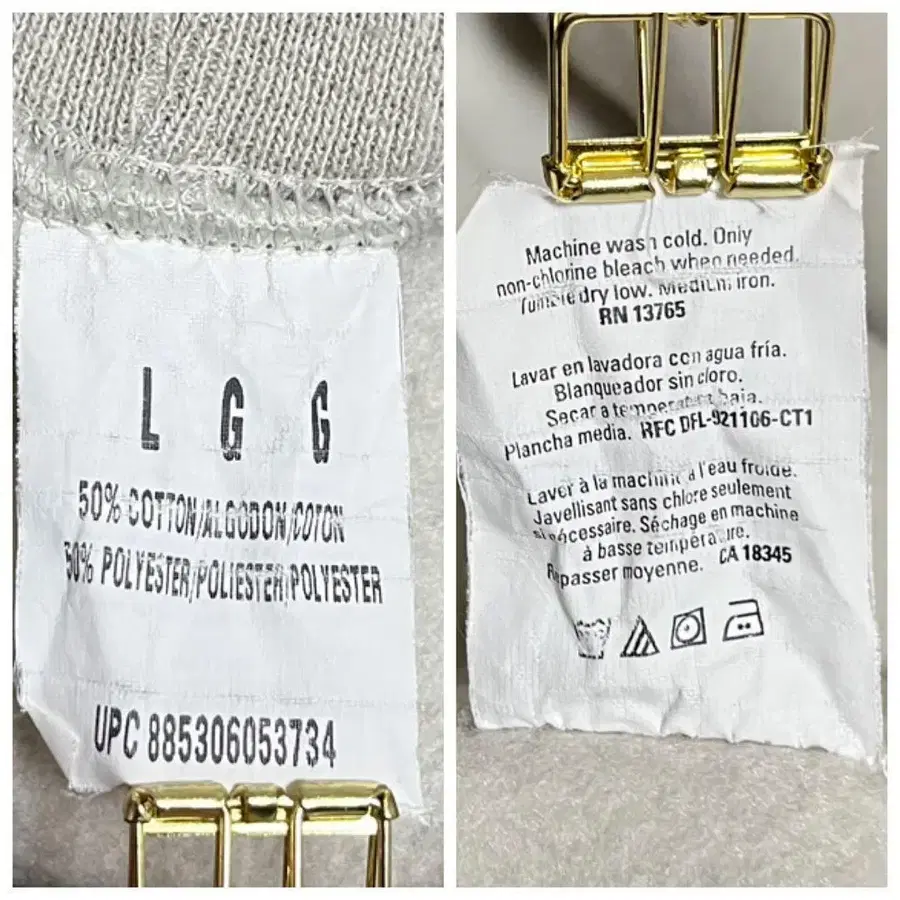 L G G
50% COTTON/ALGODON/COTON
50% POLYESTER/POLIESTER/POLYESTER
UPC 885306053734
Machine wash cold. Only
non-chlorine bleach when needed.
Tumble dry low. Medium iron.
RN 13765
Lavar en lavadora con agua fría.
Blanqueador sin cloro.
Secar a temperatura baja.
Plancha media. RFC DFL-921106-CT1
Laver à la machine à l'eau froide.
Javellisant sans chlore seulement
si nécessaire. Séchage en machine
à basse température.
Repasser moyenne. CA 18345